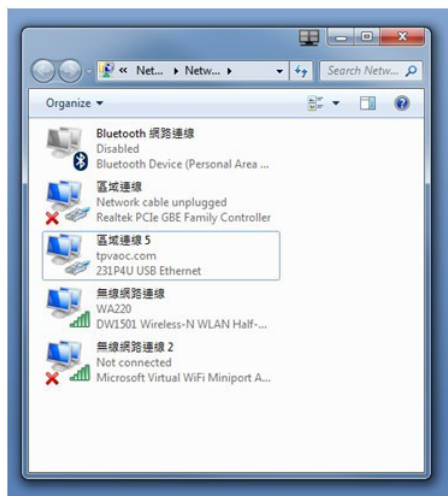 « Net... ▸ Netw... ▸
Search Netw...
Organize
Bluetooth 網路連線
Disabled
Bluetooth Device (Personal Area ...
區域連線
Network cable unplugged
Realtek PCIe GBE Family Controller
區域連線 5
tpvaoc.com
231P4U USB Ethernet
無線網路連線
WA220
DW1501 Wireless-N WLAN Half-...
無線網路連線 2
Not connected
Microsoft Virtual WiFi Miniport A...